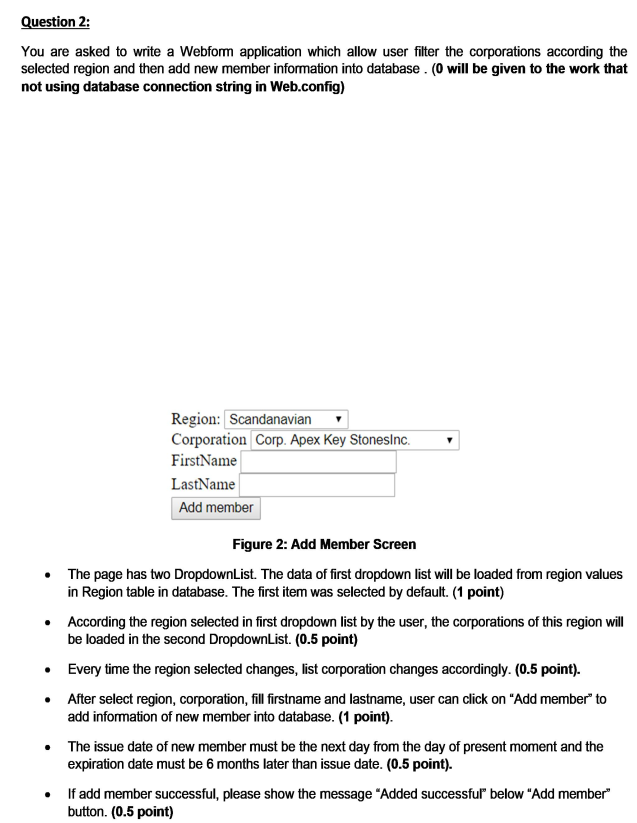 Question 2:
You are asked to write a Webform application which allow user filter the corporations according the
selected region and then add new member information into database . (0 will be given to the work that
not using database connection string in Web.config)
Region: Scandanavian
Corporation Corp. Apex Key StonesInc.
FirstName
LastName
Add member
Figure 2: Add Member Screen
• The page has two DropdownList. The data of first dropdown list will be loaded from region values
in Region table in database. The first item was selected by default. (1 point)
• According the region selected in first dropdown list by the user, the corporations of this region will
be loaded in the second DropdownList. (0.5 point)
• Every time the region selected changes, list corporation changes accordingly. (0.5 point).
• After select region, corporation, fill firstname and lastname, user can click on "Add member" to
add information of new member into database. (1 point).
• The issue date of new member must be the next day from the day of present moment and the
expiration date must be 6 months later than issue date. (0.5 point).
• If add member successful, please show the message "Added successful" below "Add member"
button. (0.5 point)